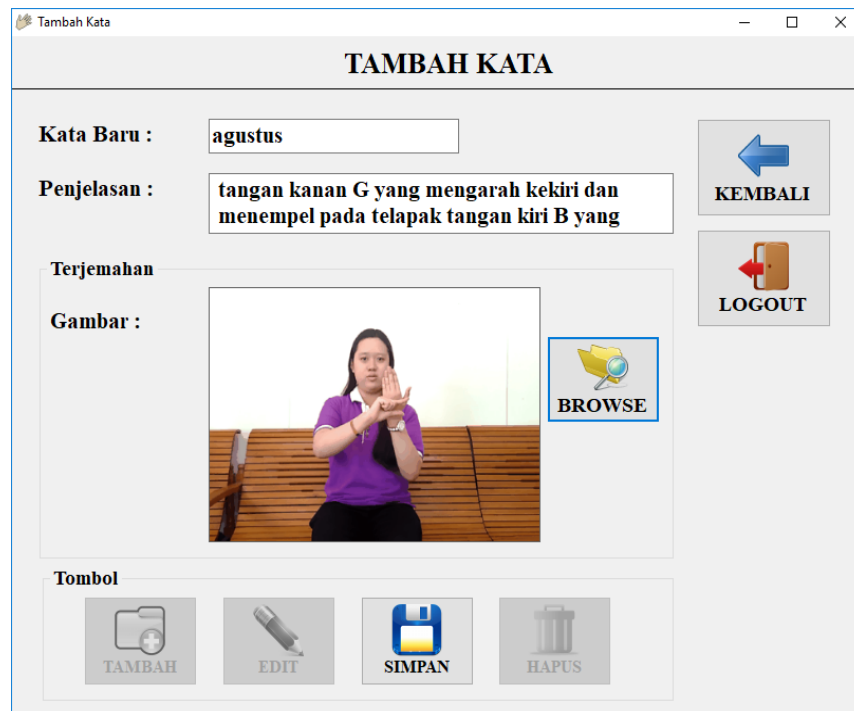 Tambah Kata
TAMBAH KATA
Kata Baru :
agustus
Penjelasan :
tangan kanan G yang mengarah kekiri dan
menempel pada telapak tangan kiri B yang
KEMBALI
LOGOUT
Terjemahan
Gambar :
BROWSE
Tombol
TAMBAH
EDIT
SIMPAN
HAPUS